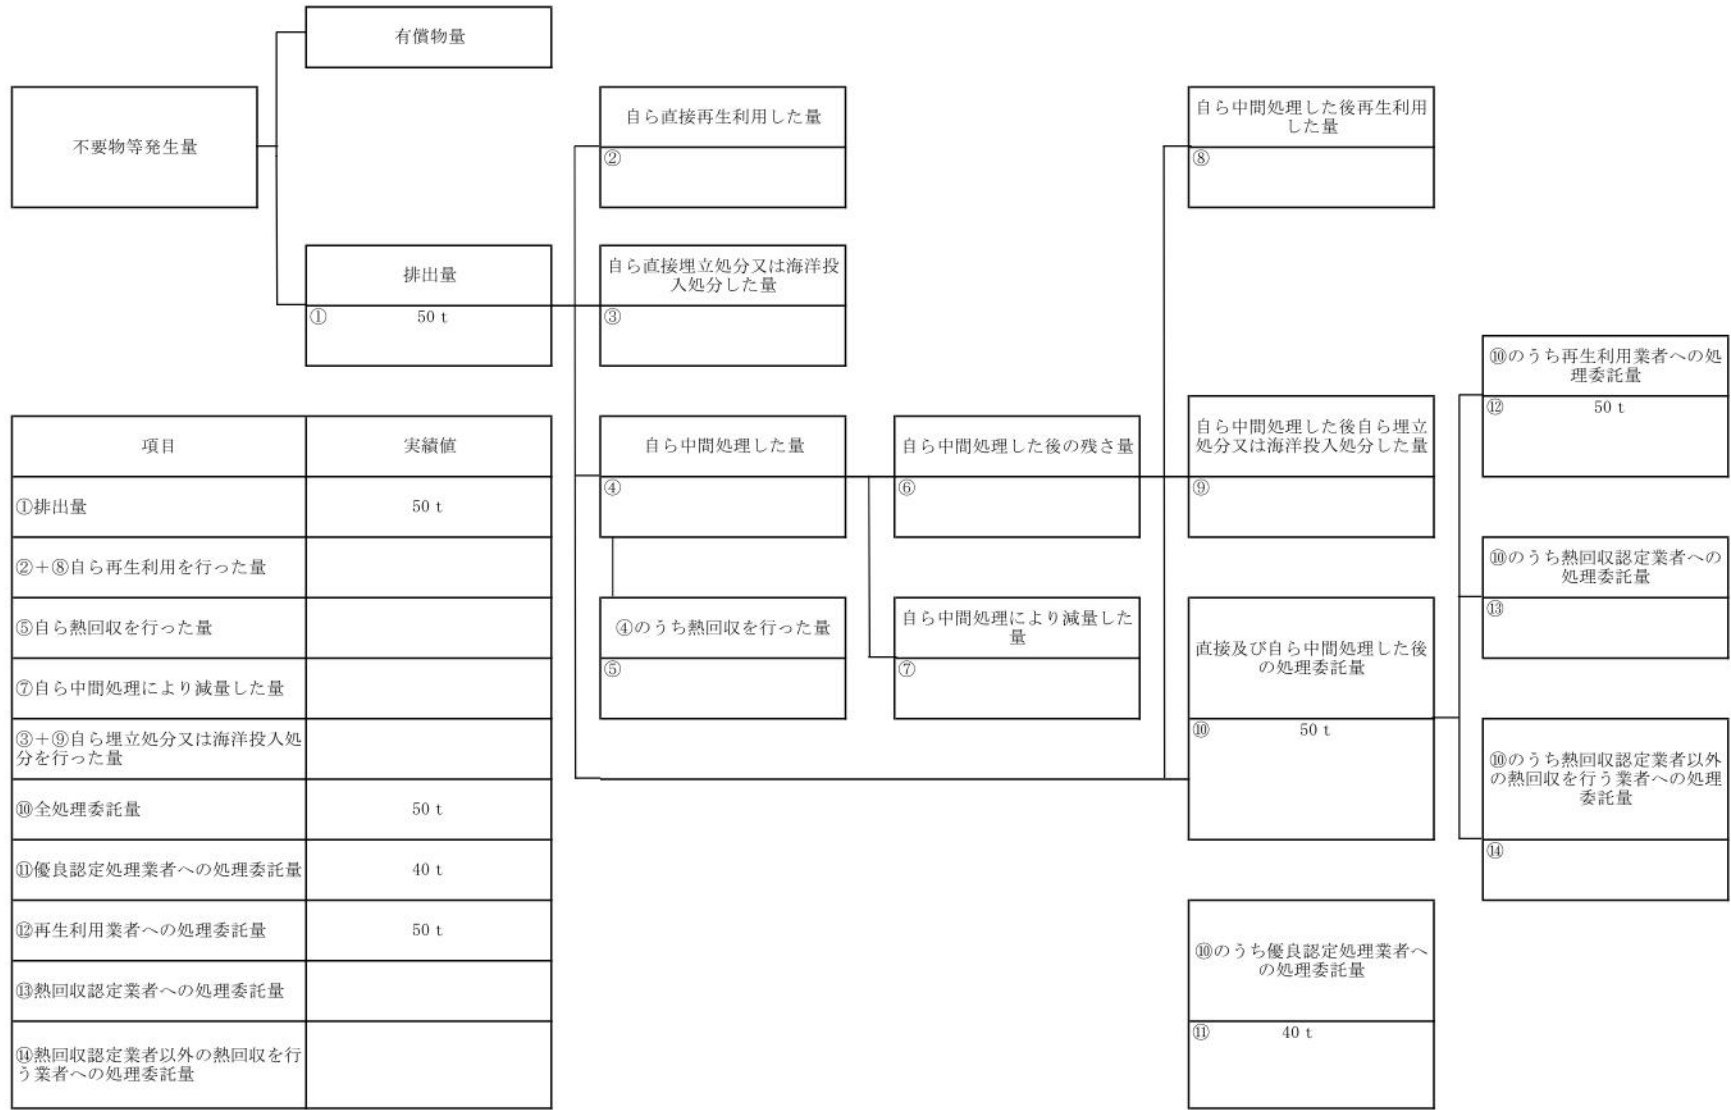 有償物量
不要物等発生量
自ら直接再生利用した量
②
自ら中間処理した後再生利用
した量
⑧
排出量
① 50 t
自ら直接埋立処分又は海洋投
入処分した量
③
自ら中間処理した量
④
自ら中間処理した後の残さ量
⑥
自ら中間処理した後自ら埋立
処分又は海洋投入処分した量
⑨
④のうち熱回収を行った量
⑤
自ら中間処理により減量した
量
⑦
直接及び自ら中間処理した後
の処理委託量
⑩ 50 t
⑩のうち再生利用業者への処
理委託量
⑫ 50 t
⑩のうち熱回収認定業者への
処理委託量
⑬
⑩のうち熱回収認定業者以外
の熱回収を行う業者への処理
委託量
⑭
⑩のうち優良認定処理業者へ
の処理委託量
⑪ 40 t
項目 実績値
①排出量 50 t
②＋⑧自ら再生利用を行った量
⑤自ら熱回収を行った量
⑦自ら中間処理により減量した量
③＋⑨自ら埋立処分又は海洋投入処
分を行った量
⑩全処理委託量 50 t
⑪優良認定処理業者への処理委託量 40 t
⑫再生利用業者への処理委託量 50 t
⑬熱回収認定業者への処理委託量
⑭熱回収認定業者以外の熱回収を行
う業者への処理委託量